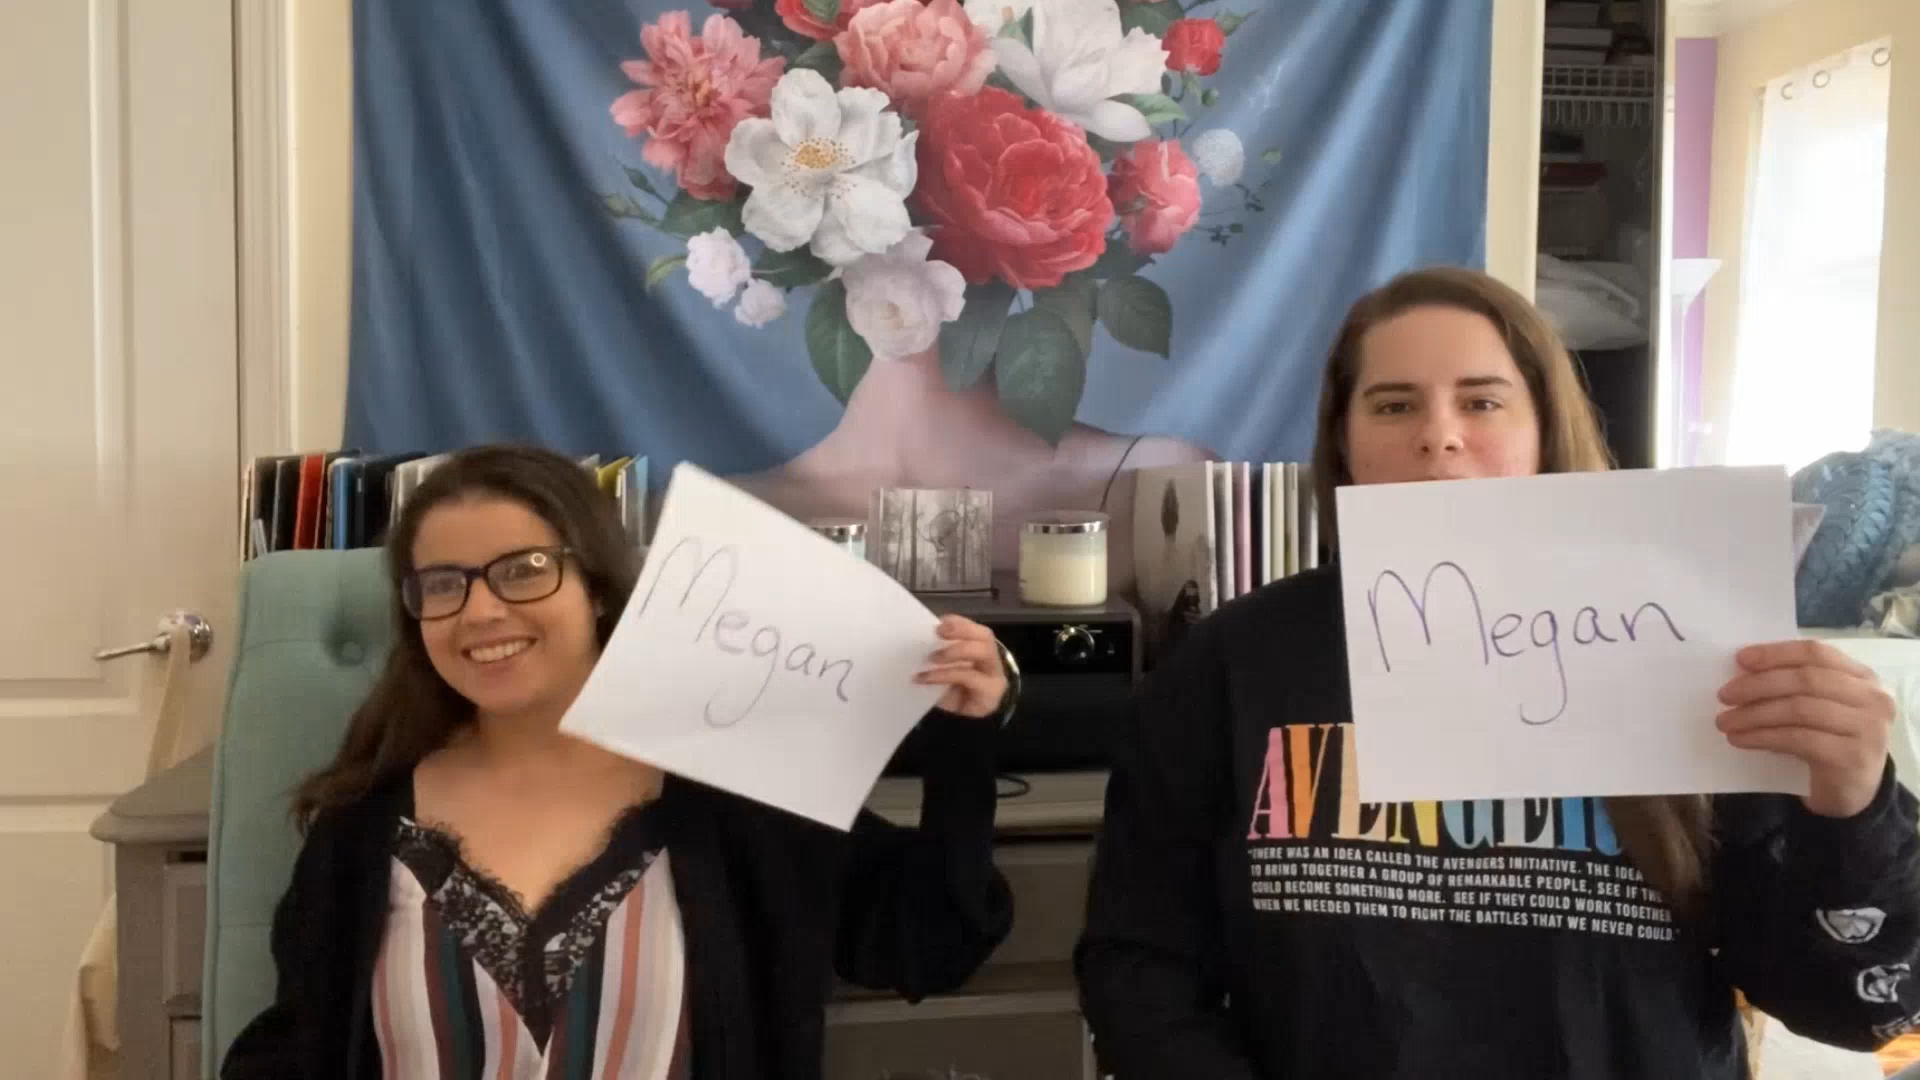 Megan
Megan
AVENGERS
"THERE WAS AN IDEA CALLED THE AVENGERS INITIATIVE. THE IDEA
TO BRING TOGETHER A GROUP OF REMARKABLE PEOPLE, SEE IF
COULD BECOME SOMETHING MORE. SEE IF THEY COULD WORK TOGETHER
WHEN WE NEEDED THEM TO FIGHT THE BATTLES THAT WE NEVER COULD."